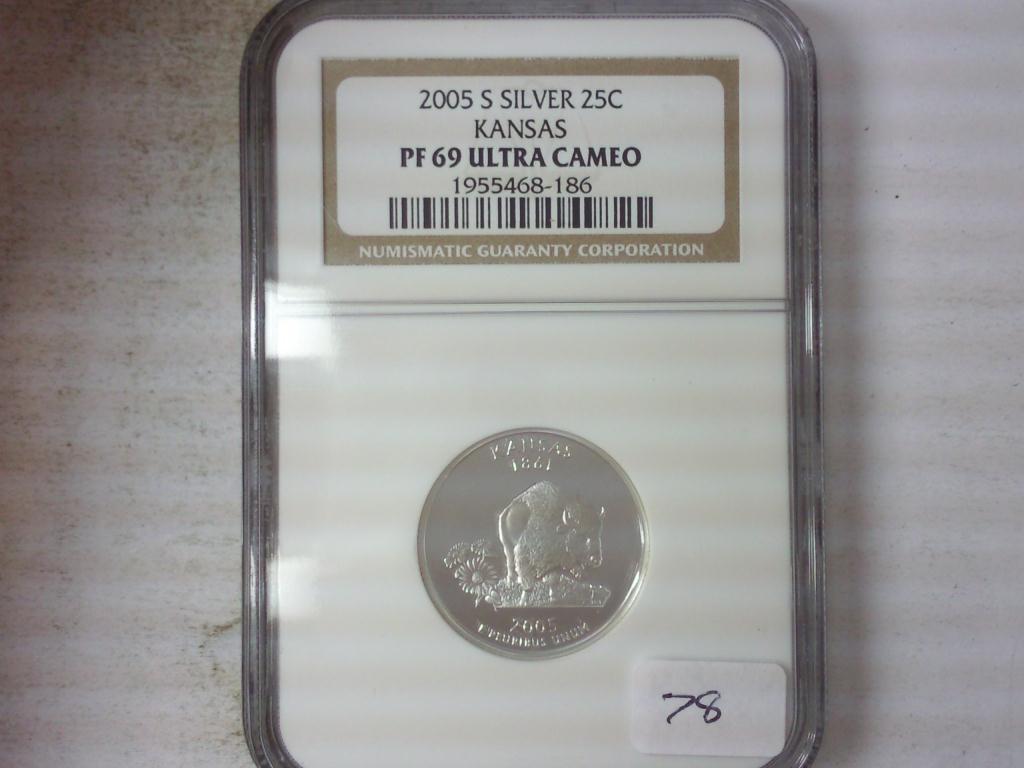 2005 S SILVER 25C
KANSAS
PF 69 ULTRA CAMEO
1955468-186
NUMISMATIC GUARANTY CORPORATION
KANSAS
1861
2005
E PLURIBUS UNUM
78